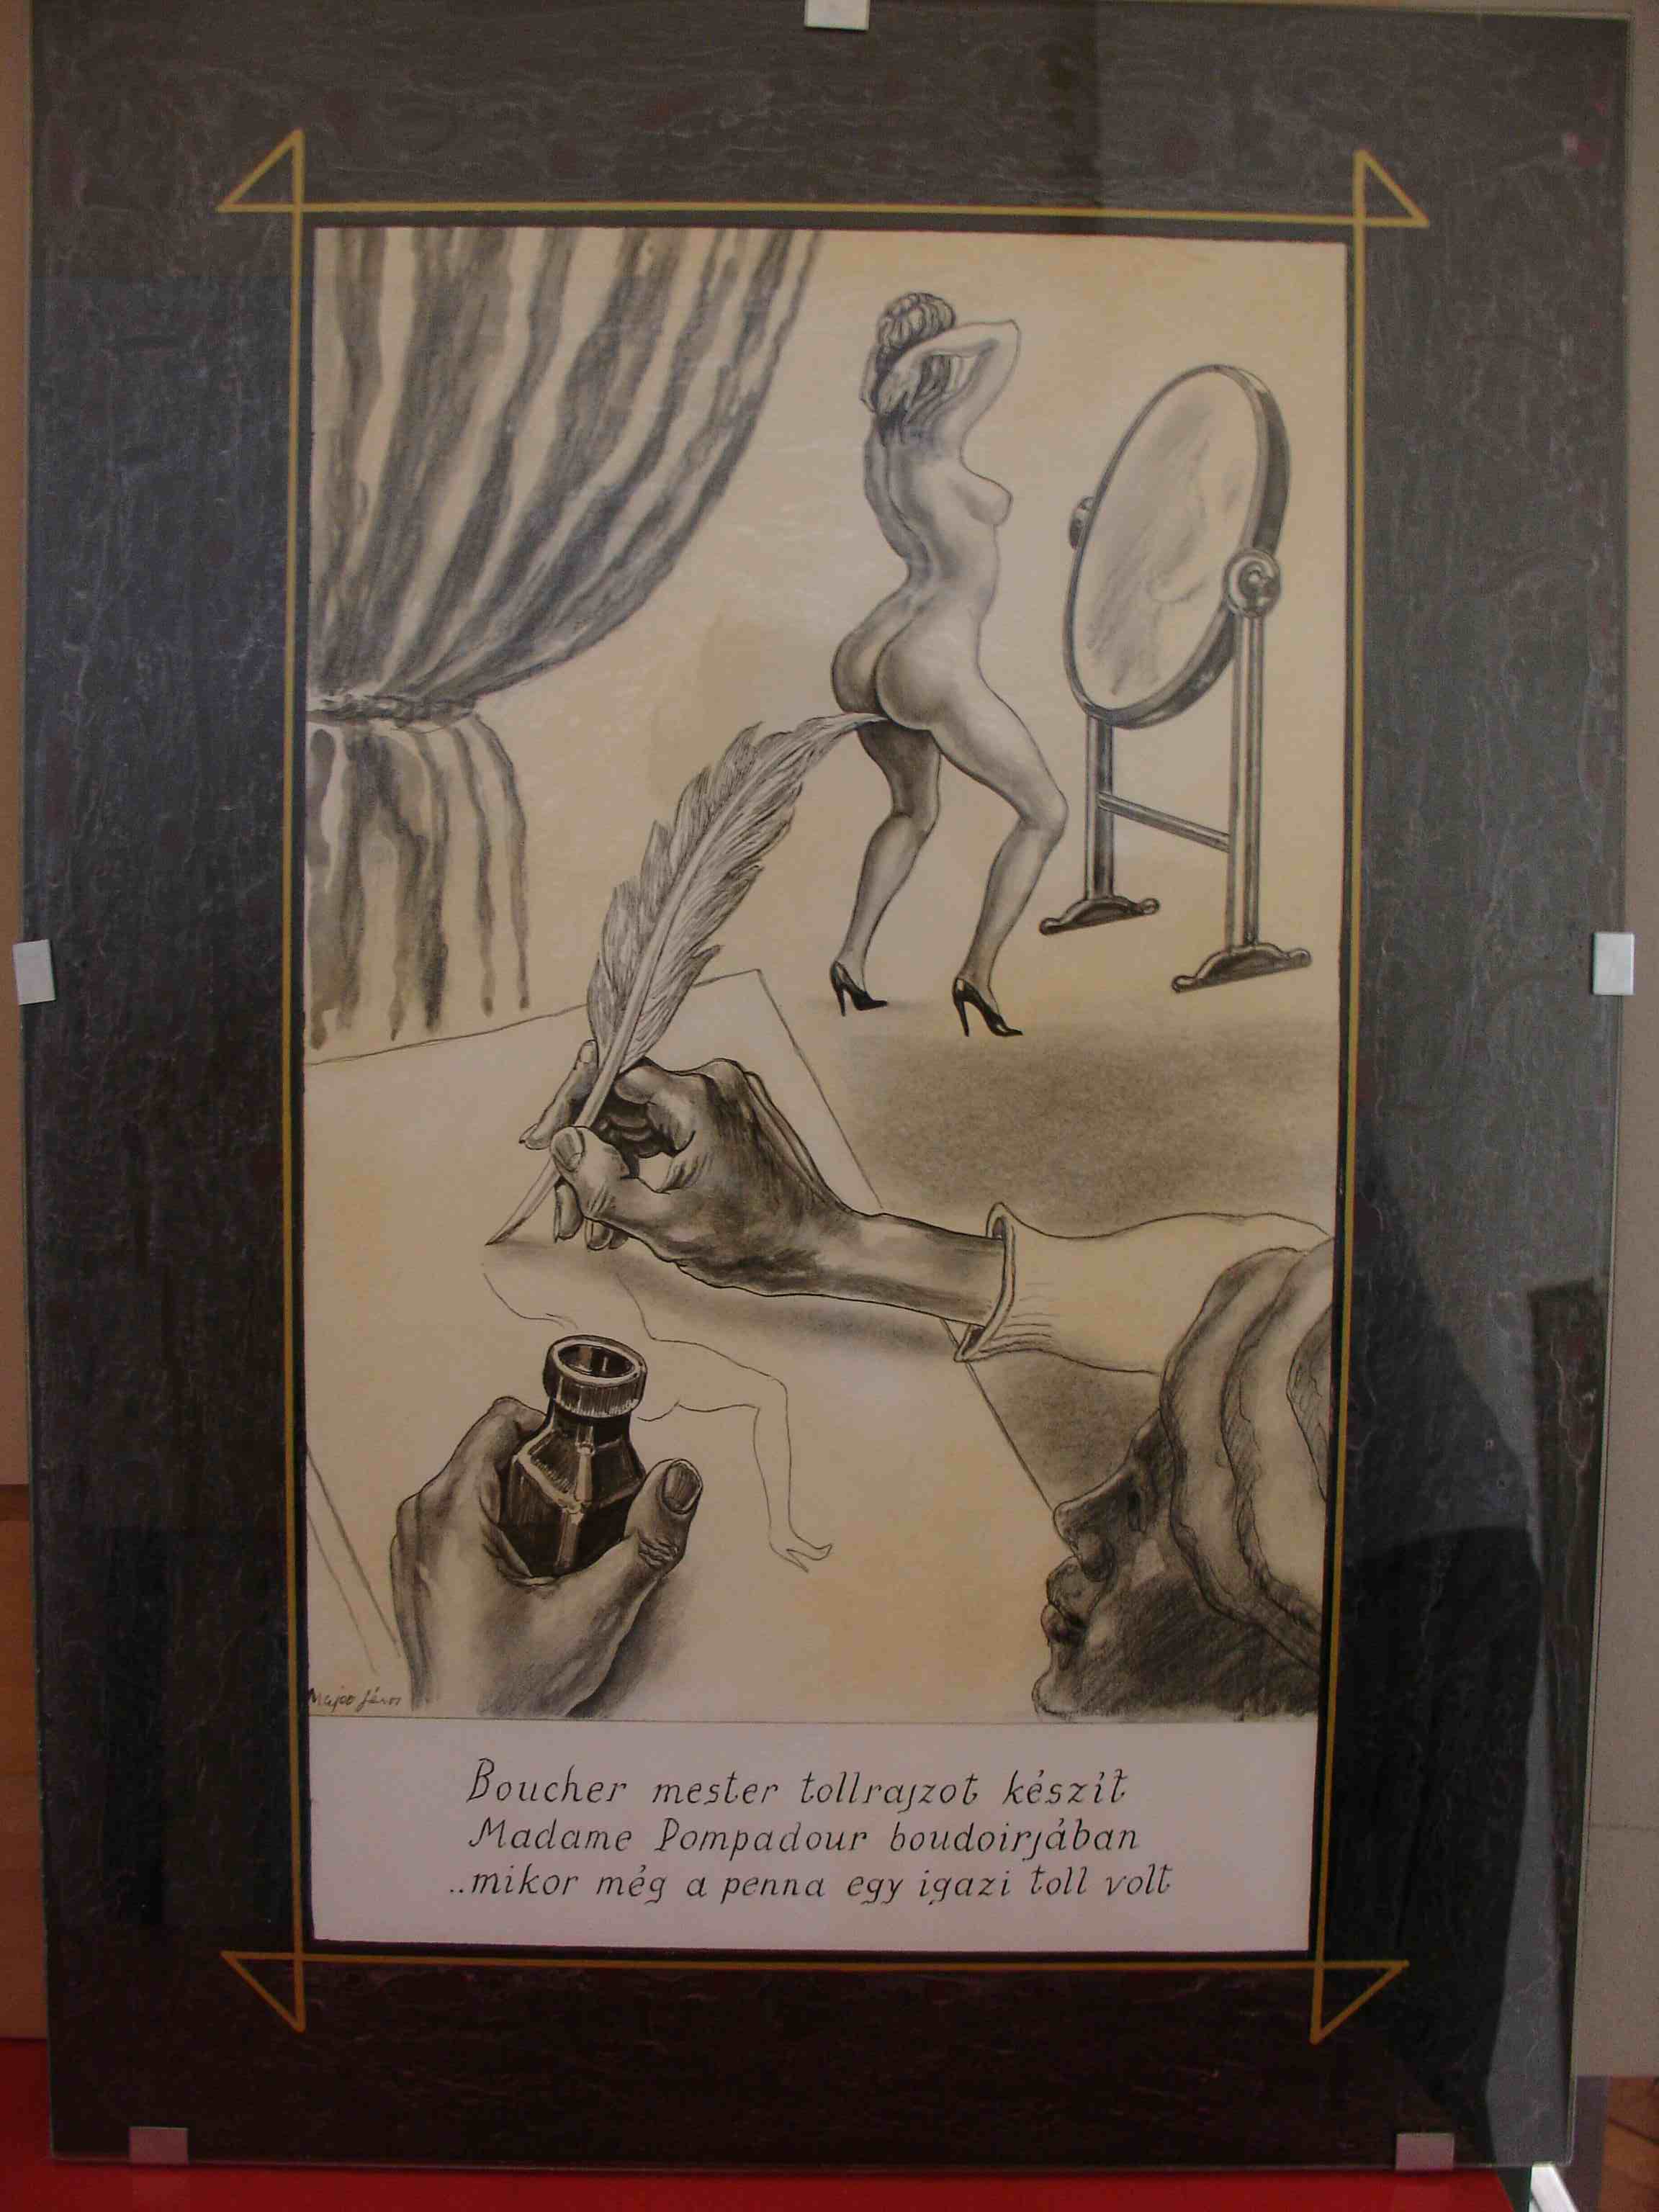 Majoo János
Boucher mester tollrajzot készít
Madame Pompadour boudoirjában
..mikor még a penna egy igazi toll volt